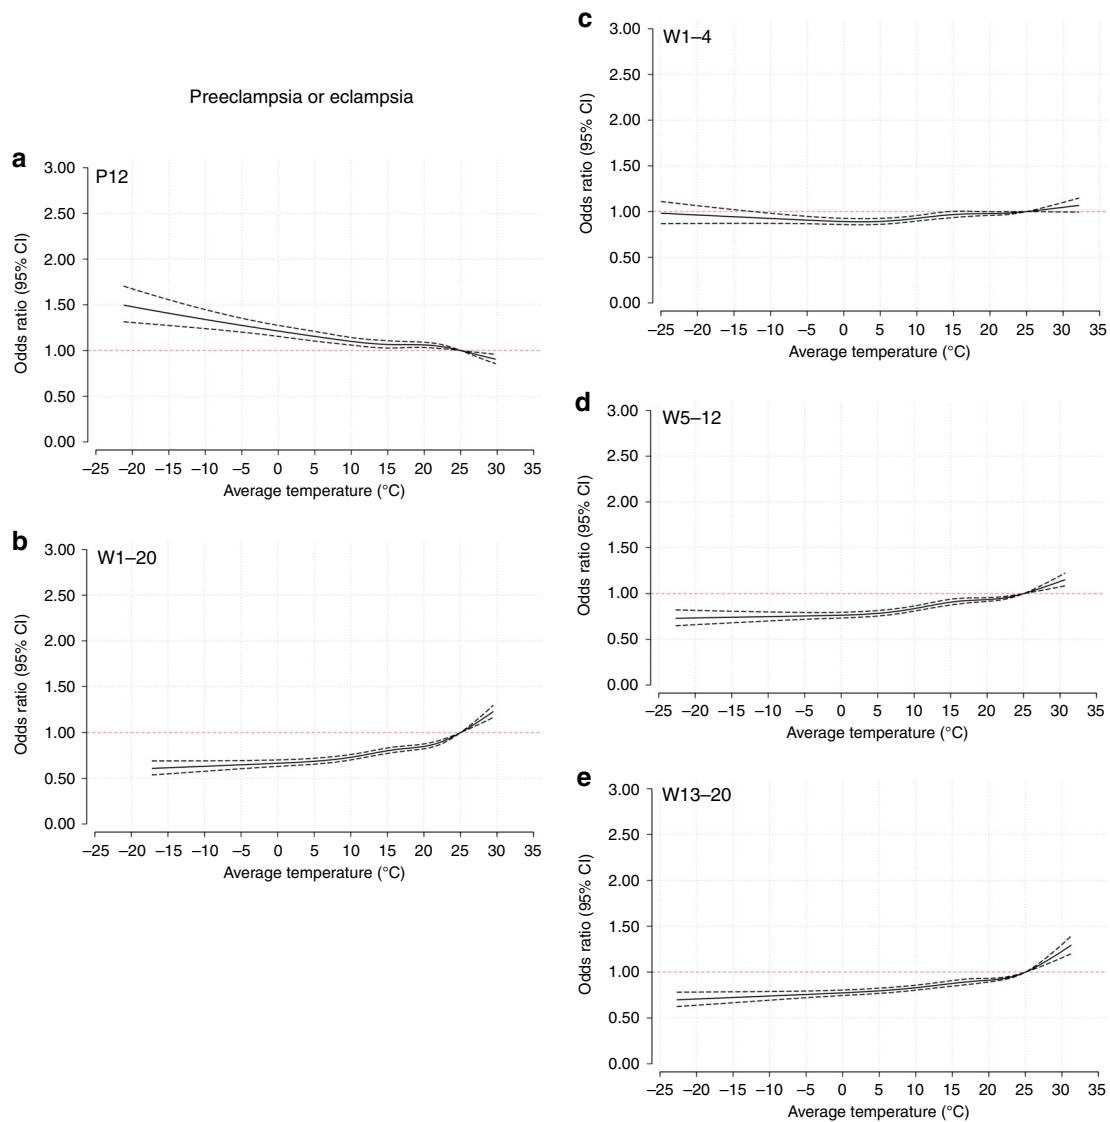 Preeclampsia or eclampsia
a
P12
Odds ratio (95% CI)
3.00
2.50
2.00
1.50
1.00
0.50
0.00
–25 –20 –15 –10 –5 0 5 10 15 20 25 30 35
Average temperature (°C)
b
W1–20
Odds ratio (95% CI)
3.00
2.50
2.00
1.50
1.00
0.50
0.00
–25 –20 –15 –10 –5 0 5 10 15 20 25 30 35
Average temperature (°C)
c
W1–4
Odds ratio (95% CI)
3.00
2.50
2.00
1.50
1.00
0.50
0.00
–25 –20 –15 –10 –5 0 5 10 15 20 25 30 35
Average temperature (°C)
d
W5–12
Odds ratio (95% CI)
3.00
2.50
2.00
1.50
1.00
0.50
0.00
–25 –20 –15 –10 –5 0 5 10 15 20 25 30 35
Average temperature (°C)
e
W13–20
Odds ratio (95% CI)
3.00
2.50
2.00
1.50
1.00
0.50
0.00
–25 –20 –15 –10 –5 0 5 10 15 20 25 30 35
Average temperature (°C)